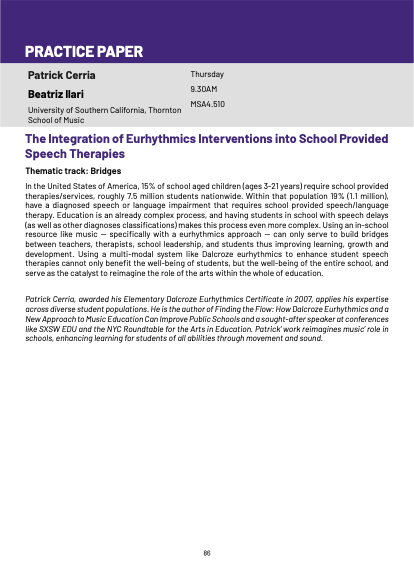 PRACTICE PAPER
Patrick Cerria
Beatriz Ilari
University of Southern California, Thornton
School of Music
Thursday
9.30AM
MSA4.510
The Integration of Eurhythmics Interventions into School Provided
Speech Therapies
Thematic track: Bridges
In the United States of America, 15% of school aged children (ages 3-21 years) require school provided
therapies/services, roughly 7.5 million students nationwide. Within that population 19% (1.1 million),
have a diagnosed speech or language impairment that requires school provided speech/language
therapy. Education is an already complex process, and having students in school with speech delays
(as well as other diagnoses classifications) makes this process even more complex. Using an in-school
resource like music — specifically with a eurhythmics approach — can only serve to build bridges
between teachers, therapists, school leadership, and students thus improving learning, growth and
development. Using a multi-modal system like Dalcroze eurhythmics to enhance student speech
therapies cannot only benefit the well-being of students, but the well-being of the entire school, and
serve as the catalyst to reimagine the role of the arts within the whole of education.
Patrick Cerria, awarded his Elementary Dalcroze Eurhythmics Certificate in 2007, applies his expertise
across diverse student populations. He is the author of Finding the Flow: How Dalcroze Eurhythmics and a
New Approach to Music Education Can Improve Public Schools and a sought-after speaker at conferences
like SXSW EDU and the NYC Roundtable for the Arts in Education. Patrick' work reimagines music' role in
schools, enhancing learning for students of all abilities through movement and sound.
86